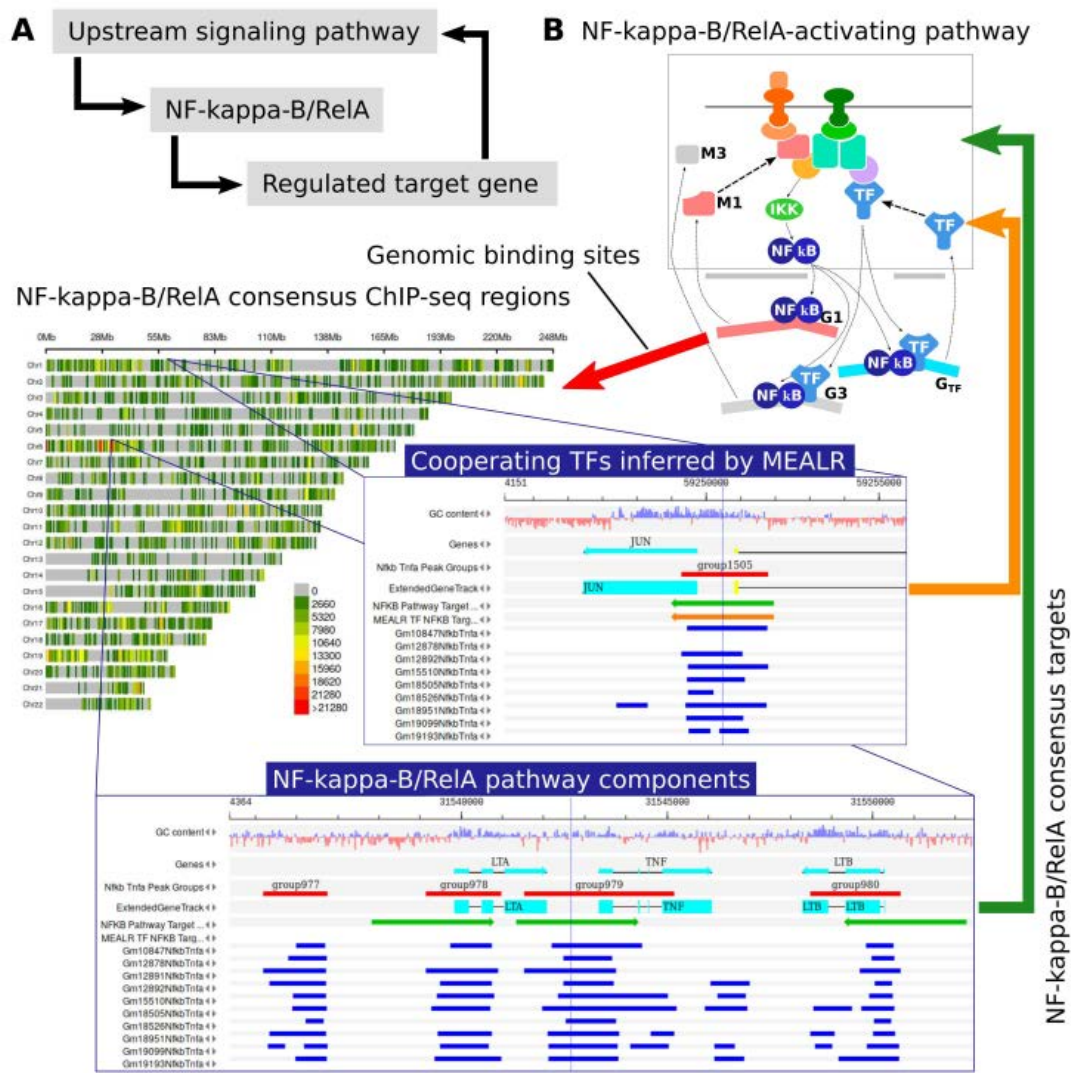 A
Upstream signaling pathway
NF-kappa-B/RelA
Regulated target gene
B NF-kappa-B/RelA-activating pathway
M3
M1
IKK
TF
TF
NF kB
Genomic binding sites
NF kB G1
TF
NF kB
GTF
TF
NF kB
G3
NF-kappa-B/RelA consensus ChIP-seq regions
0Mb 28Mb 55Mb 83Mb 110Mb 138Mb 165Mb 193Mb 220Mb 248Mb
Chr1
Chr2
Chr3
Chr4
Chr5
Chr6
Chr7
Chr8
Chr9
Chr10
Chr11
Chr12
Chr13
Chr14
Chr15
Chr16
Chr17
Chr18
Chr19
Chr20
Chr21
Chr22
0
2660
5320
7980
10640
13300
15960
18620
21280
>21280
Cooperating TFs inferred by MEALR
4151 59250000 59255000
GC content
Genes JUN
Nfkb Tnfa Peak Groups group1505
ExtendedGeneTrack JUN
NFKB Pathway Target ...
MEALR TF NFKB Targ...
Gm10847NfkbTnfa
Gm12878NfkbTnfa
Gm12892NfkbTnfa
Gm15510NfkbTnfa
Gm18505NfkbTnfa
Gm18526NfkbTnfa
Gm18951NfkbTnfa
Gm19099NfkbTnfa
Gm19193NfkbTnfa
NF-kappa-B/RelA pathway components
4364 31540000 31545000 31550000
GC content
Genes LTA TNF LTB
Nfkb Tnfa Peak Groups group977 group978 group979 group980
ExtendedGeneTrack LTA TNF LTB LTB
NFKB Pathway Target ...
MEALR TF NFKB Targ...
Gm10847NfkbTnfa
Gm12878NfkbTnfa
Gm12891NfkbTnfa
Gm12892NfkbTnfa
Gm15510NfkbTnfa
Gm18505NfkbTnfa
Gm18526NfkbTnfa
Gm18951NfkbTnfa
Gm19099NfkbTnfa
Gm19193NfkbTnfa
NF-kappa-B/RelA consensus targets